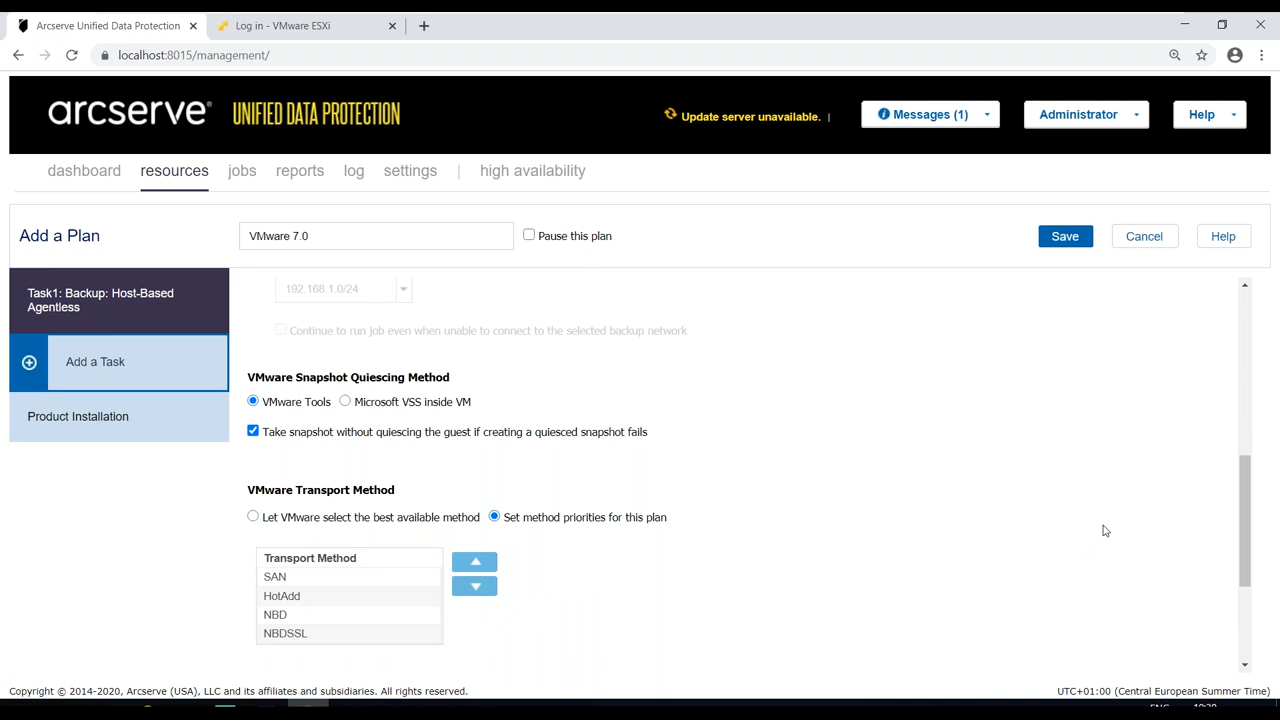 Arcserve Unified Data Protection
Log in - VMware ESXi
localhost:8015/management/
arcserve® UNIFIED DATA PROTECTION
Update server unavailable. |
Messages (1)
Administrator
Help
dashboard resources jobs reports log settings | high availability
Add a Plan
VMware 7.0
Pause this plan
Save
Cancel
Help
Task1: Backup: Host-Based
Agentless
Add a Task
Product Installation
192.168.1.0/24
Continue to run job even when unable to connect to the selected backup network
VMware Snapshot Quiescing Method
VMware Tools Microsoft VSS inside VM
Take snapshot without quiescing the guest if creating a quiesced snapshot fails
VMware Transport Method
Let VMware select the best available method Set method priorities for this plan
Transport Method
SAN
HotAdd
NBD
NBDSSL
Copyright © 2014-2020, Arcserve (USA), LLC and its affiliates and subsidiaries. All rights reserved.
UTC+01:00 (Central European Summer Time)